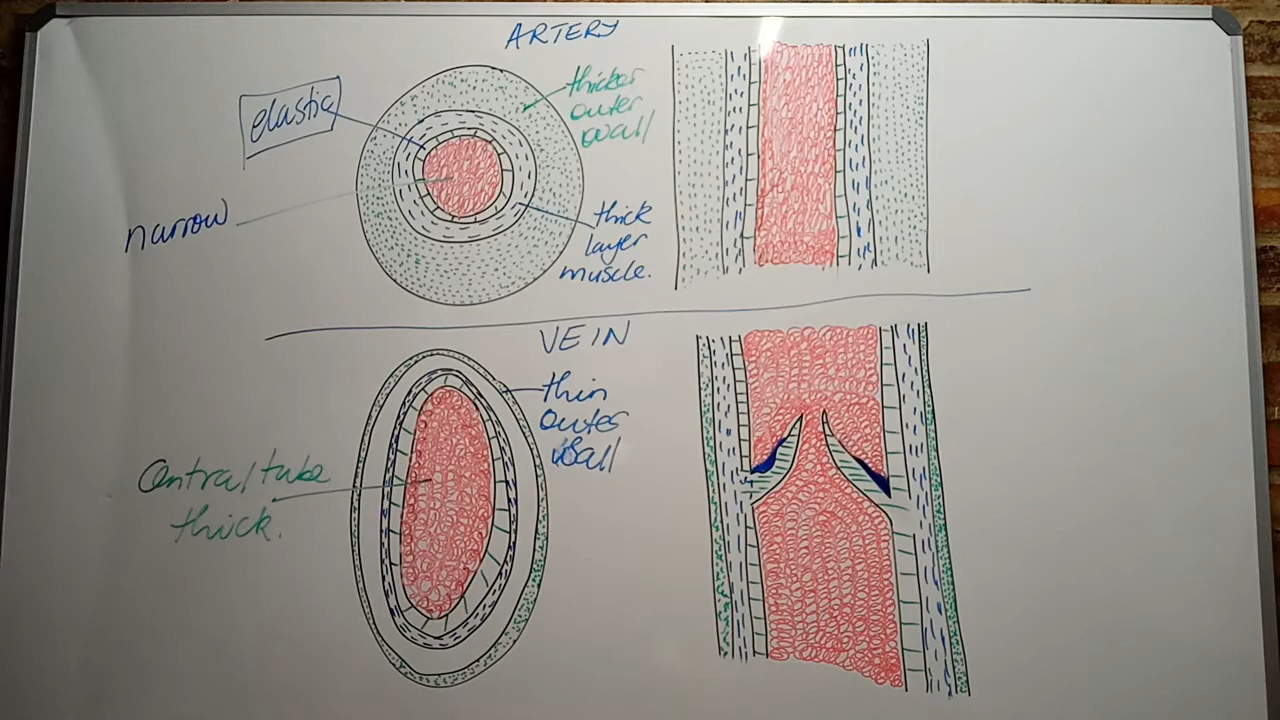 ARTERY
elastic
thicker
outer
wall
narrow
thick
layer
muscle.
VEIN
thin
outer
wall
Central tube
thick.